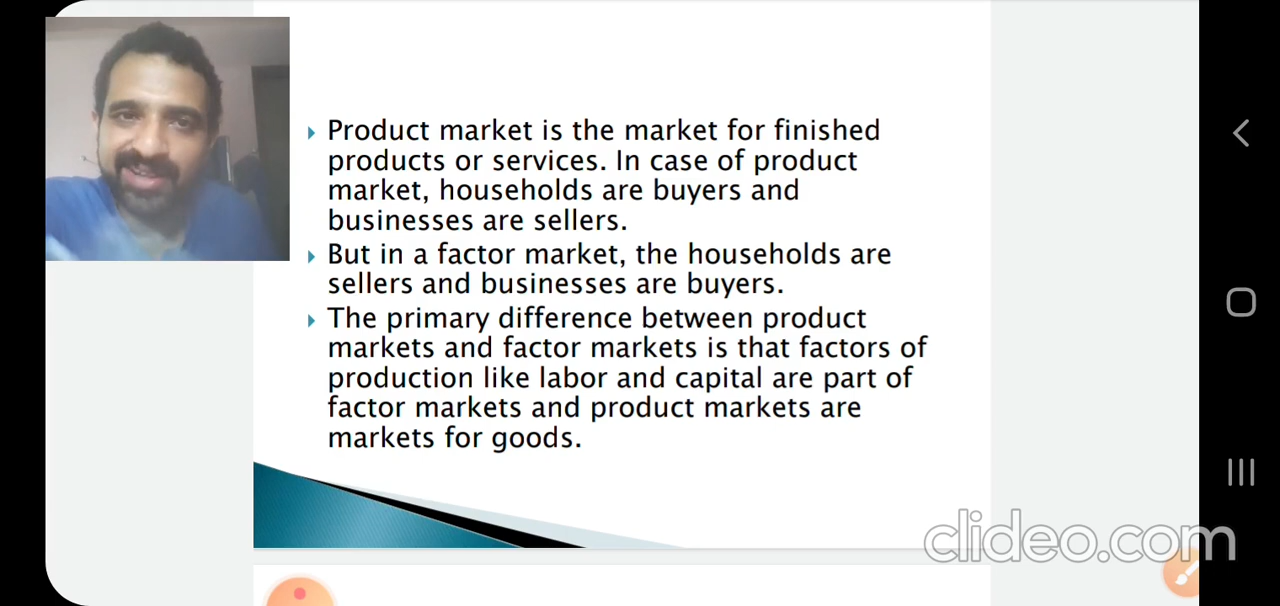 Product market is the market for finished
products or services. In case of product
market, households are buyers and
businesses are sellers.
But in a factor market, the households are
sellers and businesses are buyers.
The primary difference between product
markets and factor markets is that factors of
production like labor and capital are part of
factor markets and product markets are
markets for goods.
clideo.com